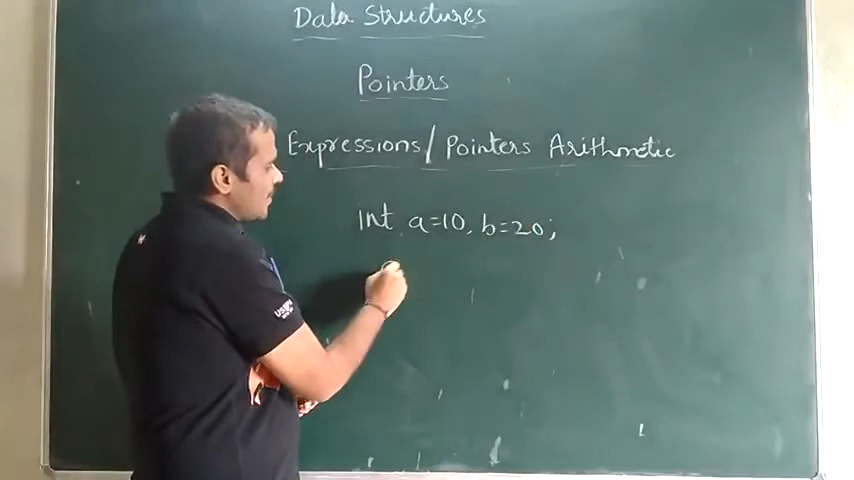 Data Structures
Pointers
Expressions/Pointers Arithmetic
int a=10, b=20;